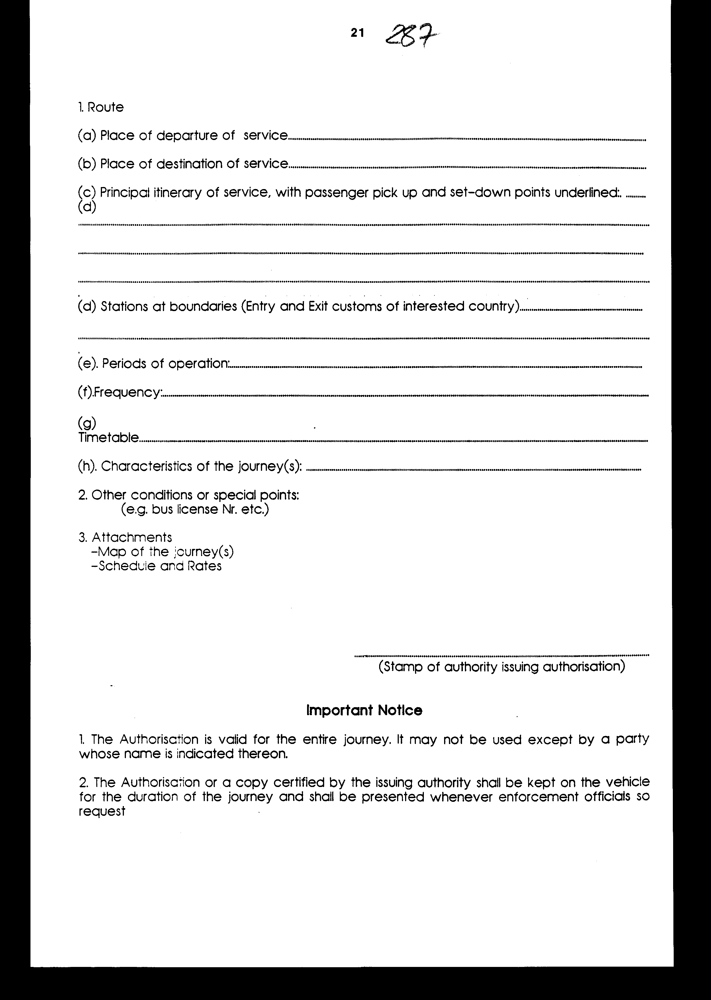 21 287
1. Route
(a) Place of departure of service........................................
(b) Place of destination of service........................................
(c) Principal itinerary of service, with passenger pick up and set-down points underlined:. ..........
(d)
........................................
........................................
........................................
(d) Stations at boundaries (Entry and Exit customs of interested country)........................................
........................................
(e). Periods of operation:........................................
(f).Frequency:........................................
(g)
Timetable........................................
(h). Characteristics of the journey(s): ........................................
2. Other conditions or special points:
(e.g. bus license Nr. etc.)
3. Attachments
-Map of the journey(s)
-Schedule and Rates
........................................
(Stamp of authority issuing authorisation)
Important Notice
1. The Authorisation is valid for the entire journey. It may not be used except by a party
whose name is indicated thereon.
2. The Authorisation or a copy certified by the issuing authority shall be kept on the vehicle
for the duration of the journey and shall be presented whenever enforcement officials so
request